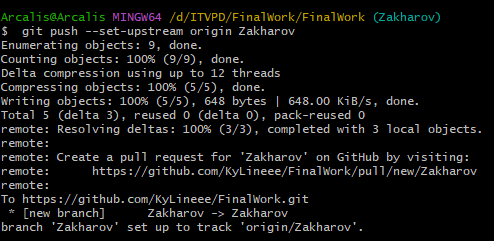 Arcalis@Arcalis MINGW64 /d/ITVPD/FinalWork/FinalWork (Zakharov)
$ git push --set-upstream origin Zakharov
Enumerating objects: 9, done.
Counting objects: 100% (9/9), done.
Delta compression using up to 12 threads
Compressing objects: 100% (5/5), done.
Writing objects: 100% (5/5), 648 bytes | 648.00 KiB/s, done.
Total 5 (delta 3), reused 0 (delta 0), pack-reused 0
remote: Resolving deltas: 100% (3/3), completed with 3 local objects.
remote:
remote: Create a pull request for 'Zakharov' on GitHub by visiting:
remote:      https://github.com/KyLineee/FinalWork/pull/new/Zakharov
remote:
To https://github.com/KyLineee/FinalWork.git
 * [new branch]      Zakharov -> Zakharov
branch 'Zakharov' set up to track 'origin/Zakharov'.